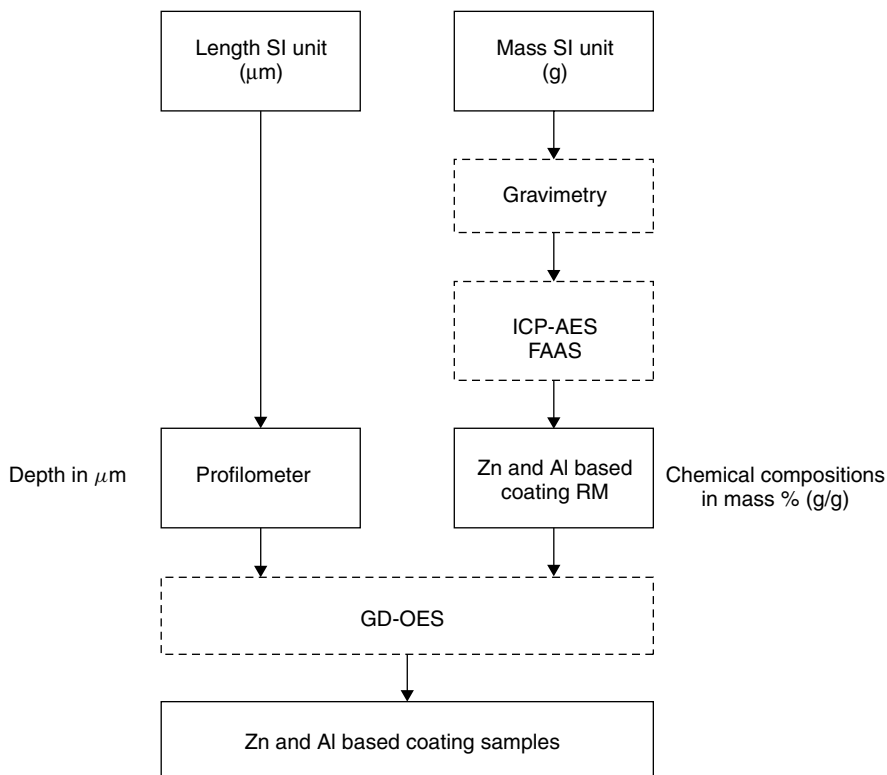 Length SI unit
(μm)
Mass SI unit
(g)
Gravimetry
ICP-AES
FAAS
Depth in μm
Profilometer
Zn and Al based
coating RM
Chemical compositions
in mass % (g/g)
GD-OES
Zn and Al based coating samples